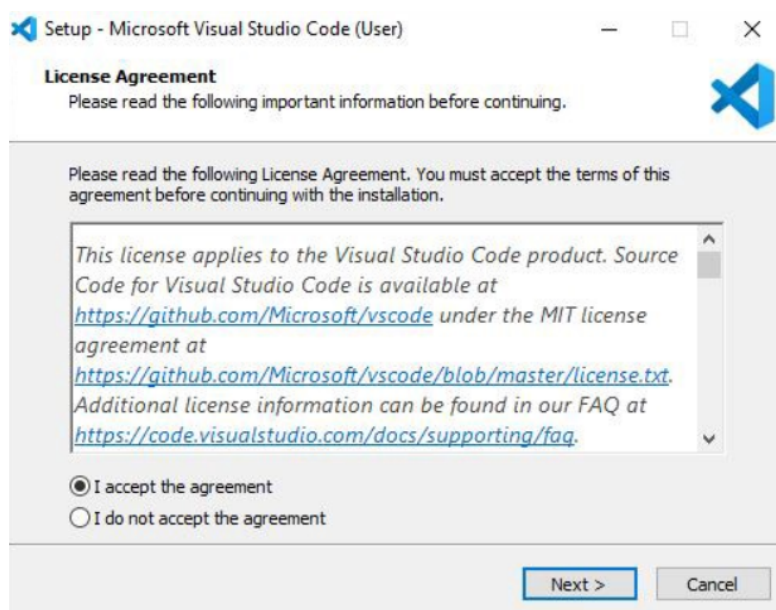 Setup - Microsoft Visual Studio Code (User)
License Agreement
Please read the following important information before continuing.
Please read the following License Agreement. You must accept the terms of this
agreement before continuing with the installation.
This license applies to the Visual Studio Code product. Source
Code for Visual Studio Code is available at
https://github.com/Microsoft/vscode under the MIT license
agreement at
https://github.com/Microsoft/vscode/blob/master/license.txt.
Additional license information can be found in our FAQ at
https://code.visualstudio.com/docs/supporting/faq.
I accept the agreement
I do not accept the agreement
Next >
Cancel